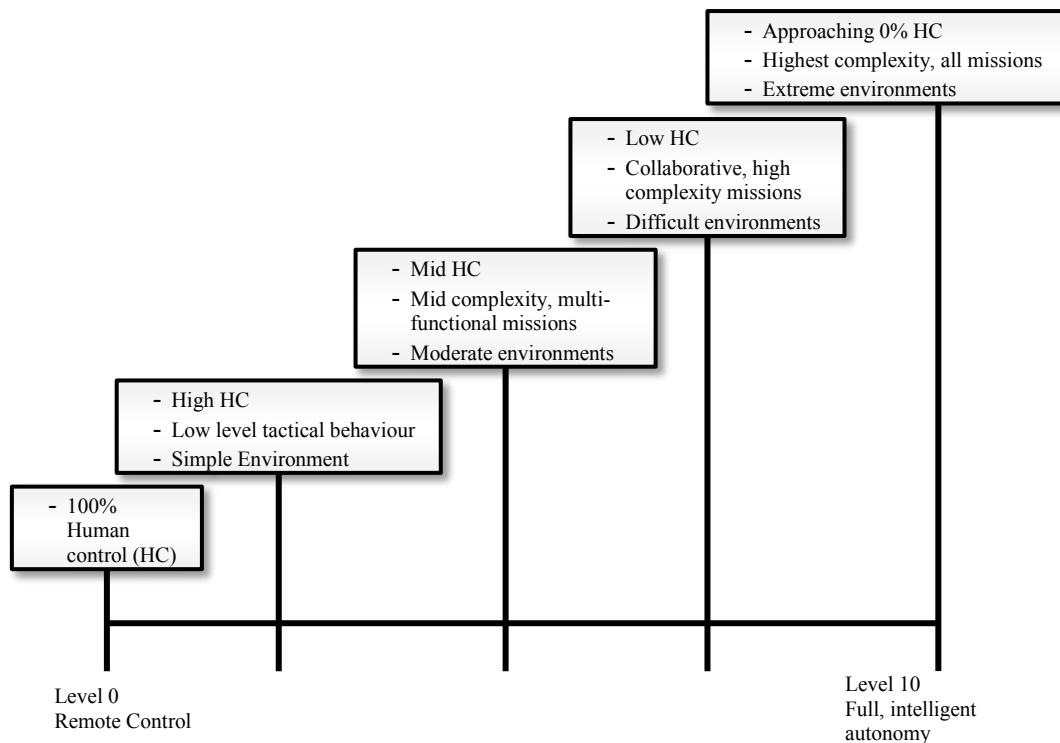 - Approaching 0% HC
- Highest complexity, all missions
- Extreme environments
- Low HC
- Collaborative, high
complexity missions
- Difficult environments
- Mid HC
- Mid complexity, multi-
functional missions
- Moderate environments
- High HC
- Low level tactical behaviour
- Simple Environment
- 100%
Human
control (HC)
Level 0
Remote Control
Level 10
Full, intelligent
autonomy